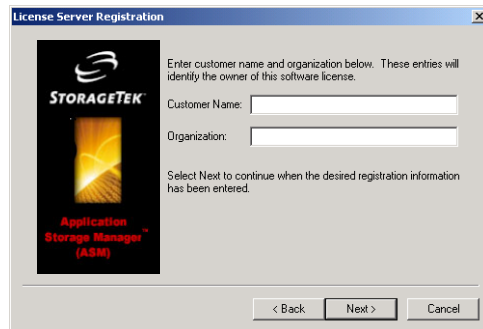 License Server Registration
STORAGETEK™
Application
Storage Manager™
(ASM)
Enter customer name and organization below. These entries will
identify the owner of this software license.
Customer Name:
Organization:
Select Next to continue when the desired registration information
has been entered.
< Back
Next >
Cancel